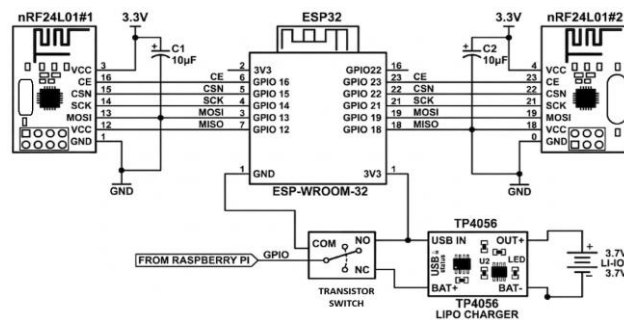 nRF24L01#1
3.3V
VCC 3
CE 16
CSN 15
SCK 14
MOSI 13
VCC 12
GND 1
GND
C1
10µF
+
CE
CSN
SCK
MOSI
MISO
ESP32
2 3V3
6 GPIO 16
5 GPIO 15
4 GPIO 14
3 GPIO 13
7 GPIO 12
GPIO22 16
GPIO 23 23
GPIO 22 22
GPIO 21 21
GPIO 19 19
GPIO 18 18
1 GND
3V3 1
ESP-WROOM-32
CE
CSN
SCK
MOSI
MISO
C2
10µF
+
3.3V
nRF24L01#2
4 VCC
23 CE
22 CSN
21 SCK
19 MOSI
18 VCC
0 GND
GND
FROM RASPBERRY PI
GPIO
COM
NO
NC
TRANSISTOR
SWITCH
TP4056
USB IN
OUT+
USB-
status
U2
LED
BAT+
BAT-
TP4056
LIPO CHARGER
+
3.7V
LI-IO
3.7V